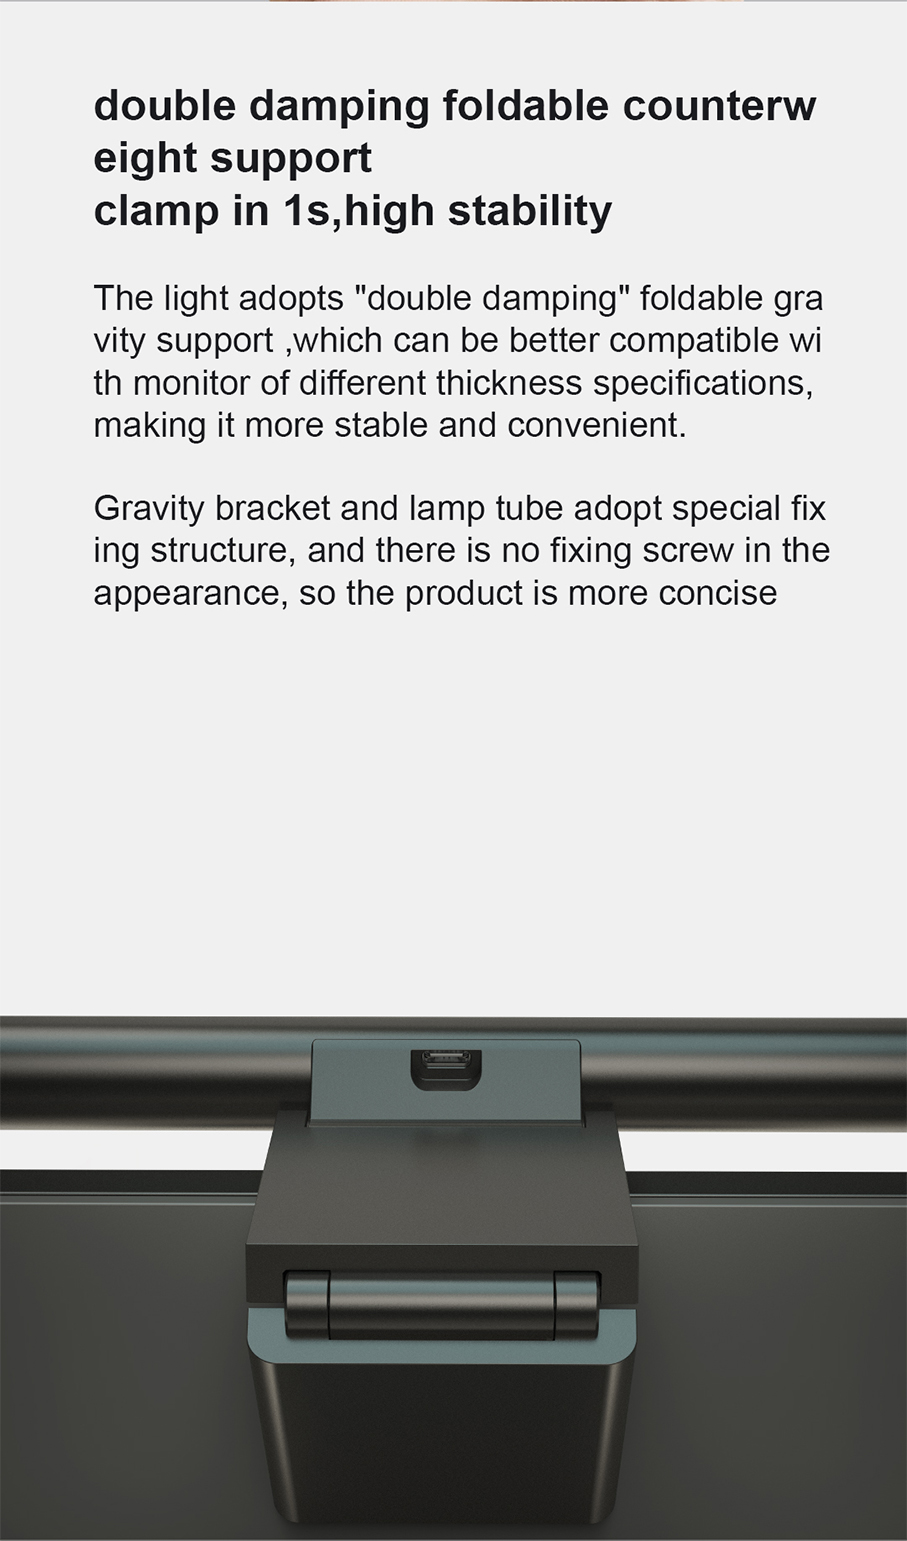 double damping foldable counterw
eight support
clamp in 1s,high stability
The light adopts "double damping" foldable gra
vity support ,which can be better compatible wi
th monitor of different thickness specifications,
making it more stable and convenient.
Gravity bracket and lamp tube adopt special fix
ing structure, and there is no fixing screw in the
appearance, so the product is more concise